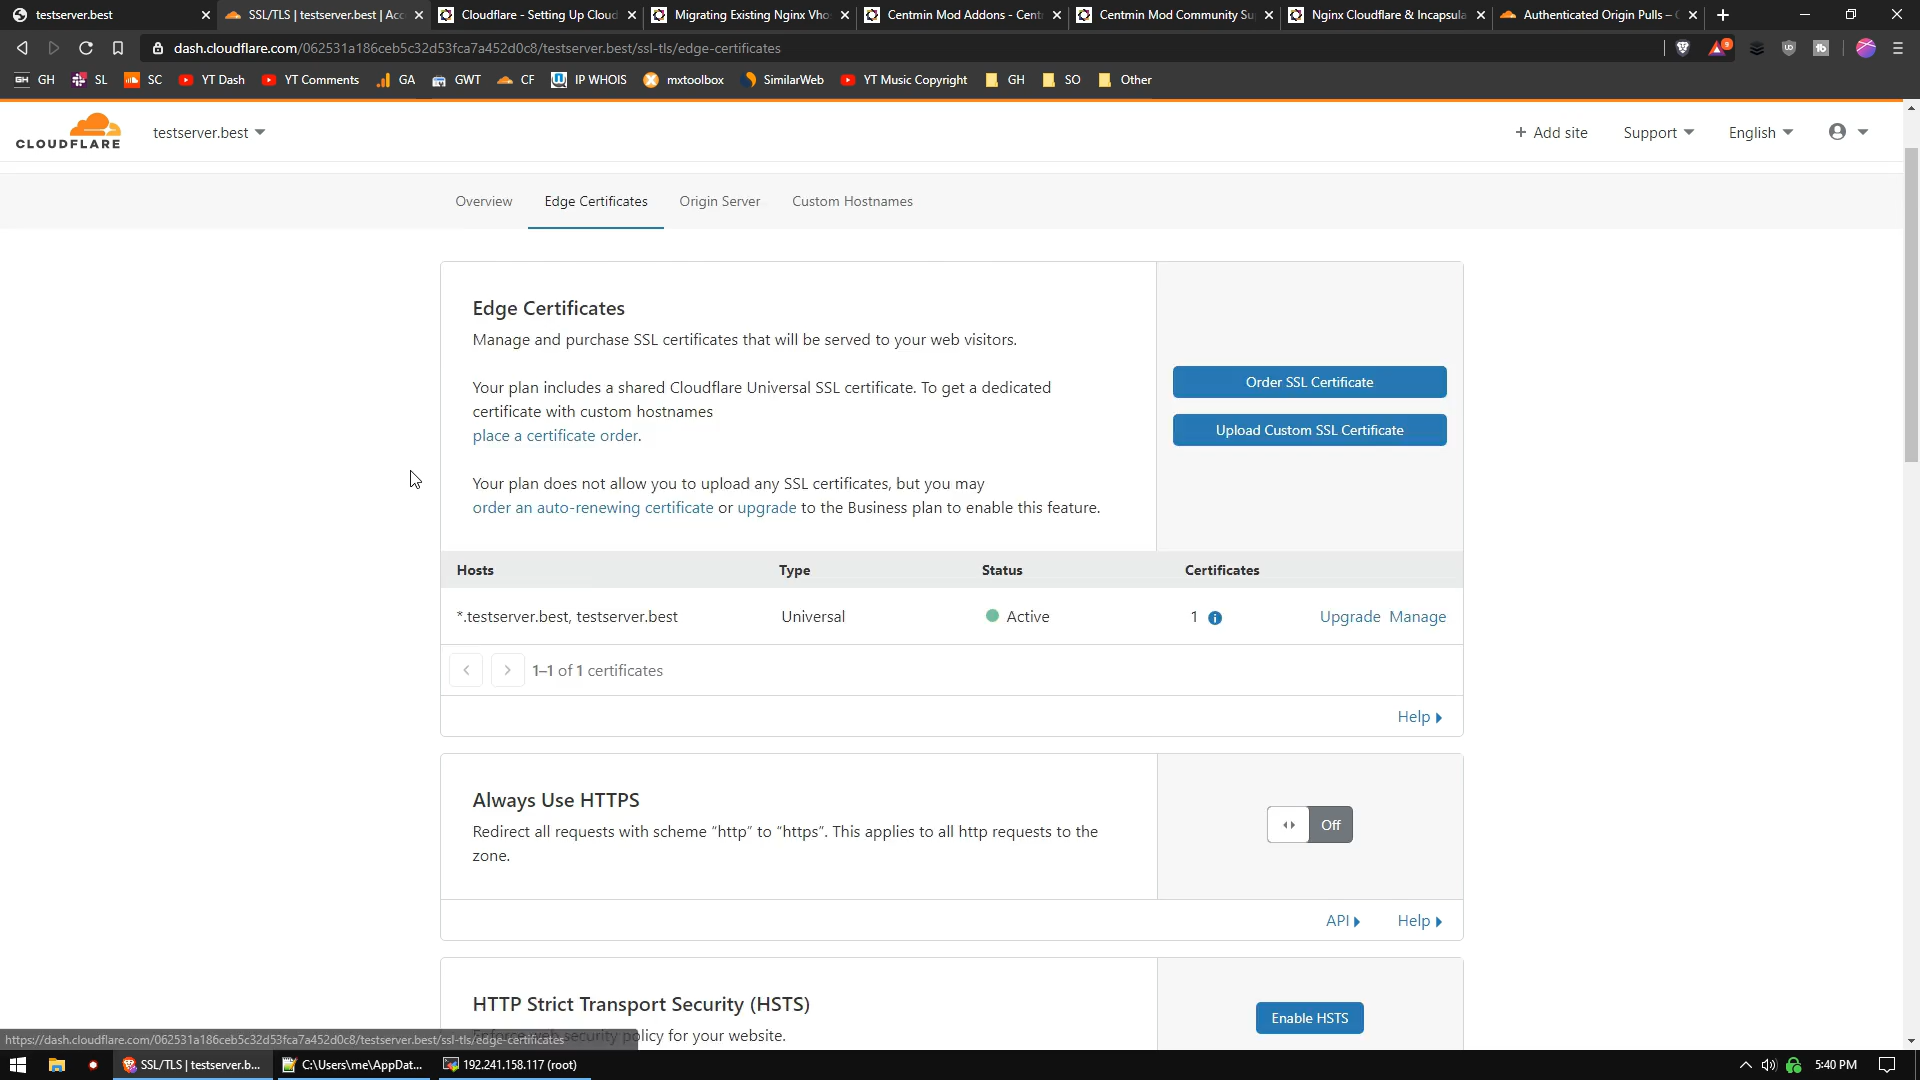 testserver.best
SSL/TLS | testserver.best | Acc
Cloudflare - Setting Up Cloud
Migrating Existing Nginx Vho
Centmin Mod Addons - Cent
Centmin Mod Community Su
Nginx Cloudflare & Incapsula
Authenticated Origin Pulls –
dash.cloudflare.com/062531a186ceb5c32d53fca7a452d0c8/testserver.best/ssl-tls/edge-certificates
9
GH
SL
SC
YT Dash
YT Comments
GA
GWT
CF
IP WHOIS
mxtoolbox
SimilarWeb
YT Music Copyright
GH
SO
Other
CLOUDFLARE
testserver.best
+ Add site
Support
English
Overview
Edge Certificates
Origin Server
Custom Hostnames
Edge Certificates
Manage and purchase SSL certificates that will be served to your web visitors.
Your plan includes a shared Cloudflare Universal SSL certificate. To get a dedicated
certificate with custom hostnames
place a certificate order.
Your plan does not allow you to upload any SSL certificates, but you may
order an auto-renewing certificate or upgrade to the Business plan to enable this feature.
Order SSL Certificate
Upload Custom SSL Certificate
Hosts Type Status Certificates
*.testserver.best, testserver.best Universal Active 1 Upgrade Manage
1–1 of 1 certificates
Help
Always Use HTTPS
Redirect all requests with scheme “http” to “https”. This applies to all http requests to the
zone.
Off
API Help
HTTP Strict Transport Security (HSTS)
Enforce web security policy for your website.
Enable HSTS
https://dash.cloudflare.com/062531a186ceb5c32d53fca7a452d0c8/testserver.best/ssl-tls/edge-certificates
SSL/TLS | testserver.b...
C:\Users\me\AppDat...
192.241.158.117 (root)
5:40 PM